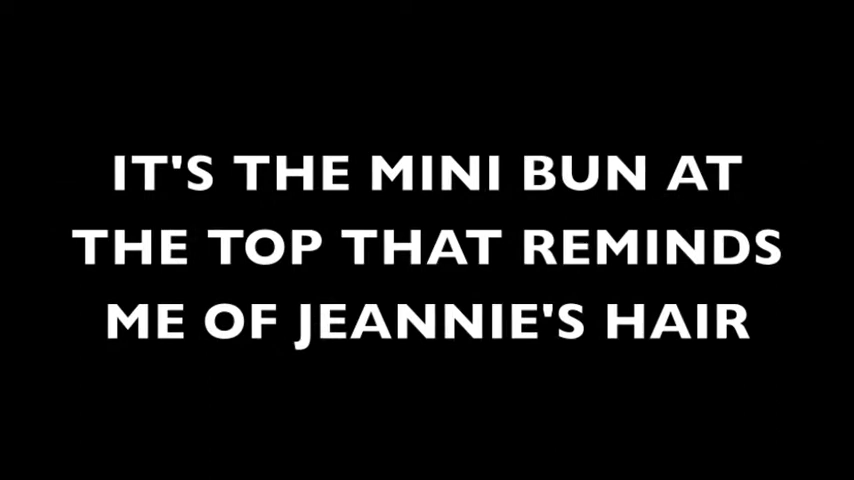 IT'S THE MINI BUN AT
THE TOP THAT REMINDS
ME OF JEANNIE'S HAIR